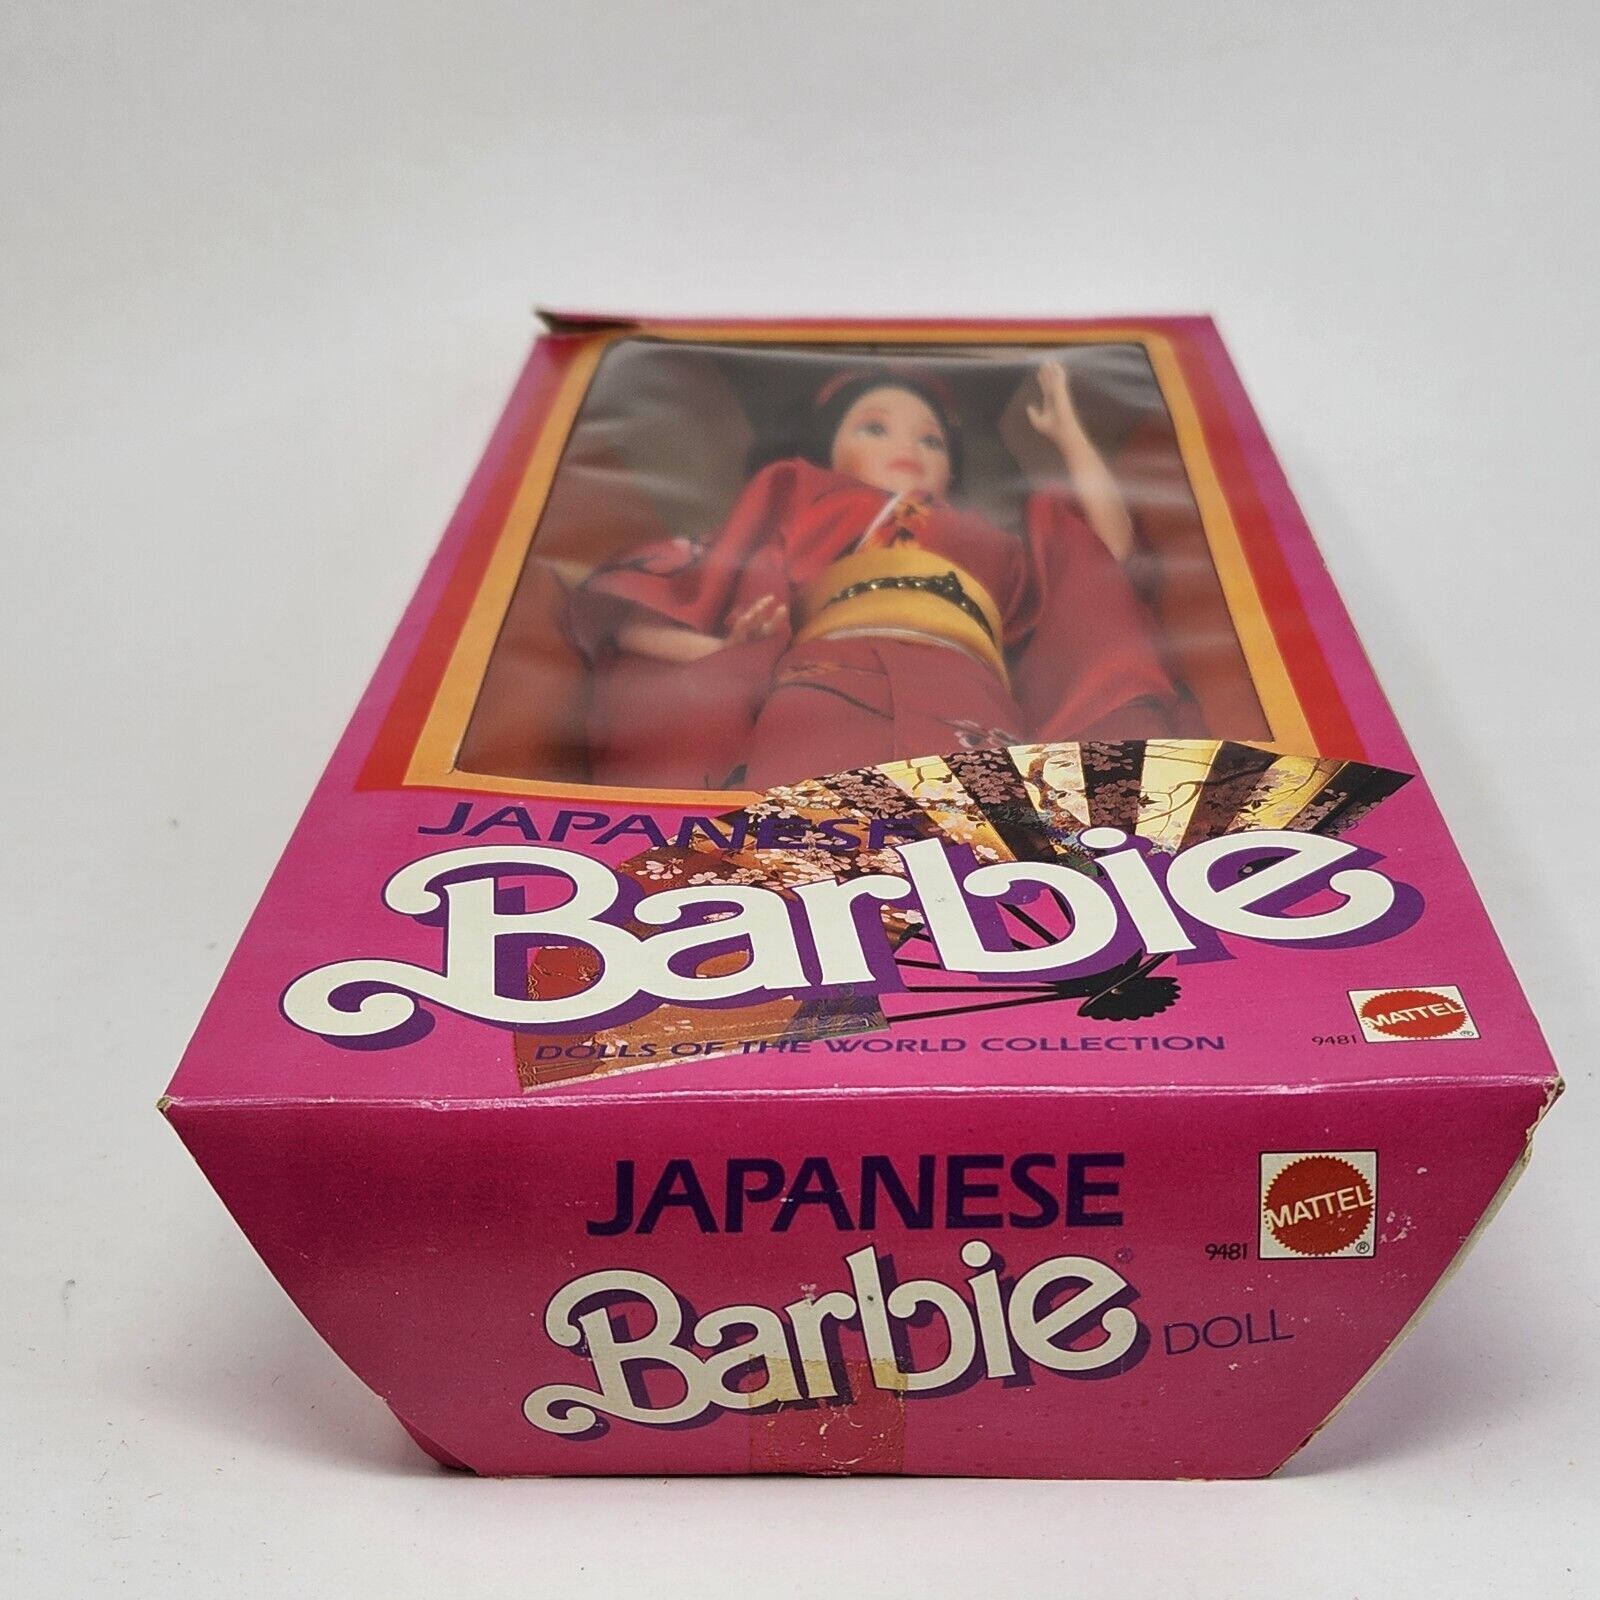 JAPANESE
Barbie®
DOLLS OF THE WORLD COLLECTION
9481
MATTEL®
JAPANESE
Barbie® DOLL
9481
MATTEL®